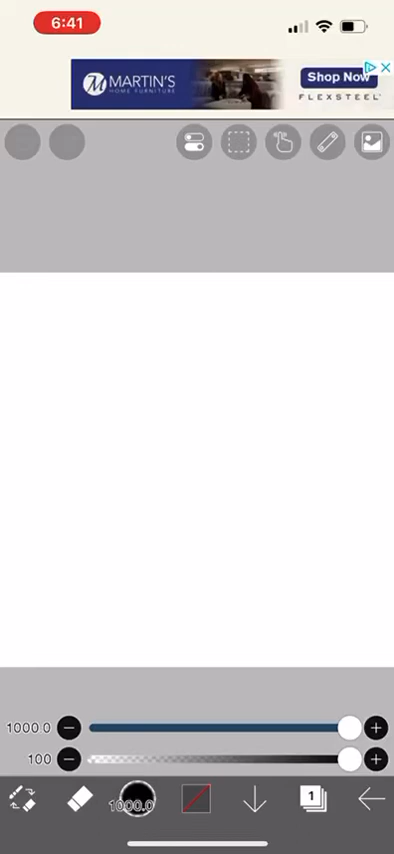 6:41
MARTIN'S
HOME FURNITURE
Shop Now
FLEXSTEEL
1000.0
100
1000.0
1